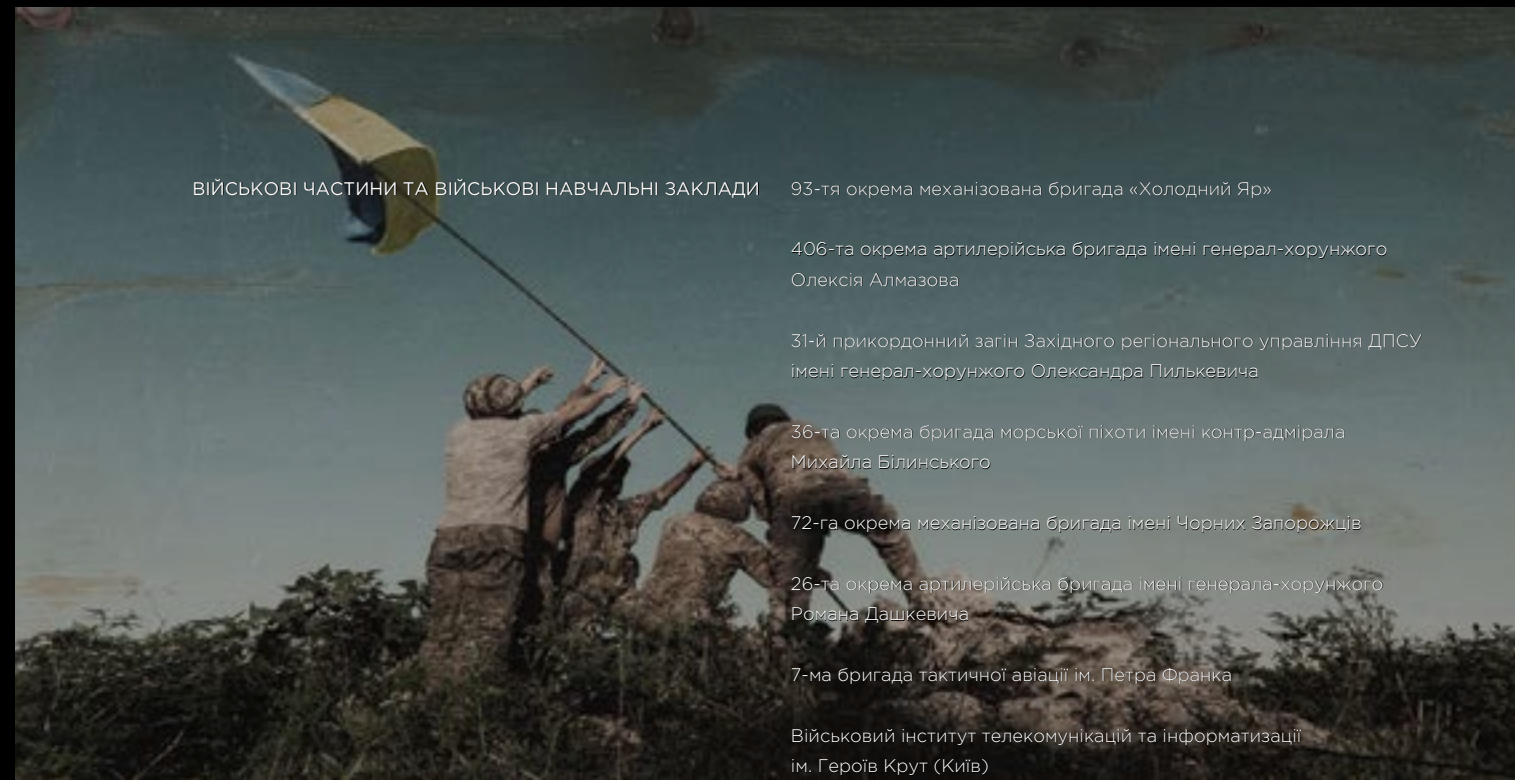 ВІЙСЬКОВІ ЧАСТИНИ ТА ВІЙСЬКОВІ НАВЧАЛЬНІ ЗАКЛАДИ
93-тя окрема механізована бригада «Холодний Яр»
406-та окрема артилерійська бригада імені генерал-хорунжого
Олексія Алмазова
31-й прикордонний загін Західного регіонального управління ДПСУ
імені генерал-хорунжого Олександра Пилькевича
36-та окрема бригада морської піхоти імені контр-адмірала
Михайла Білинського
72-га окрема механізована бригада імені Чорних Запорожців
26-та окрема артилерійська бригада імені генерала-хорунжого
Романа Дашкевича
7-ма бригада тактичної авіації ім. Петра Франка
Військовий інститут телекомунікацій та інформатизації
ім. Героїв Крут (Київ)